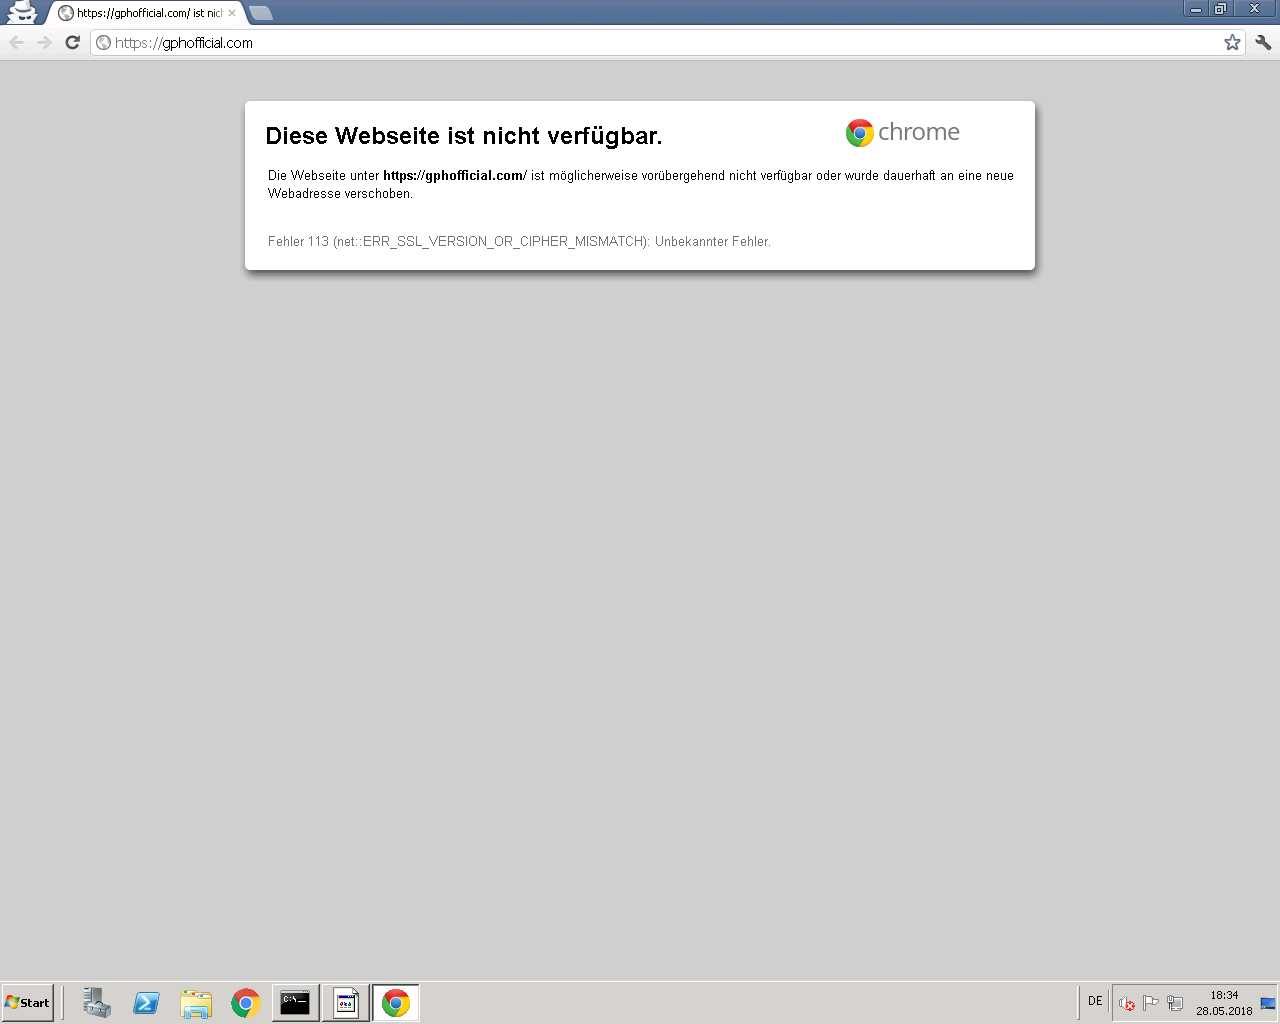 https://gphofficial.com/ ist nich
https://gphofficial.com
Diese Webseite ist nicht verfügbar.
chrome
Die Webseite unter https://gphofficial.com/ ist möglicherweise vorübergehend nicht verfügbar oder wurde dauerhaft an eine neue
Webadresse verschoben.
Fehler 113 (net::ERR_SSL_VERSION_OR_CIPHER_MISMATCH): Unbekannter Fehler.
Start
C:\_
DE
18:34
28.05.2018